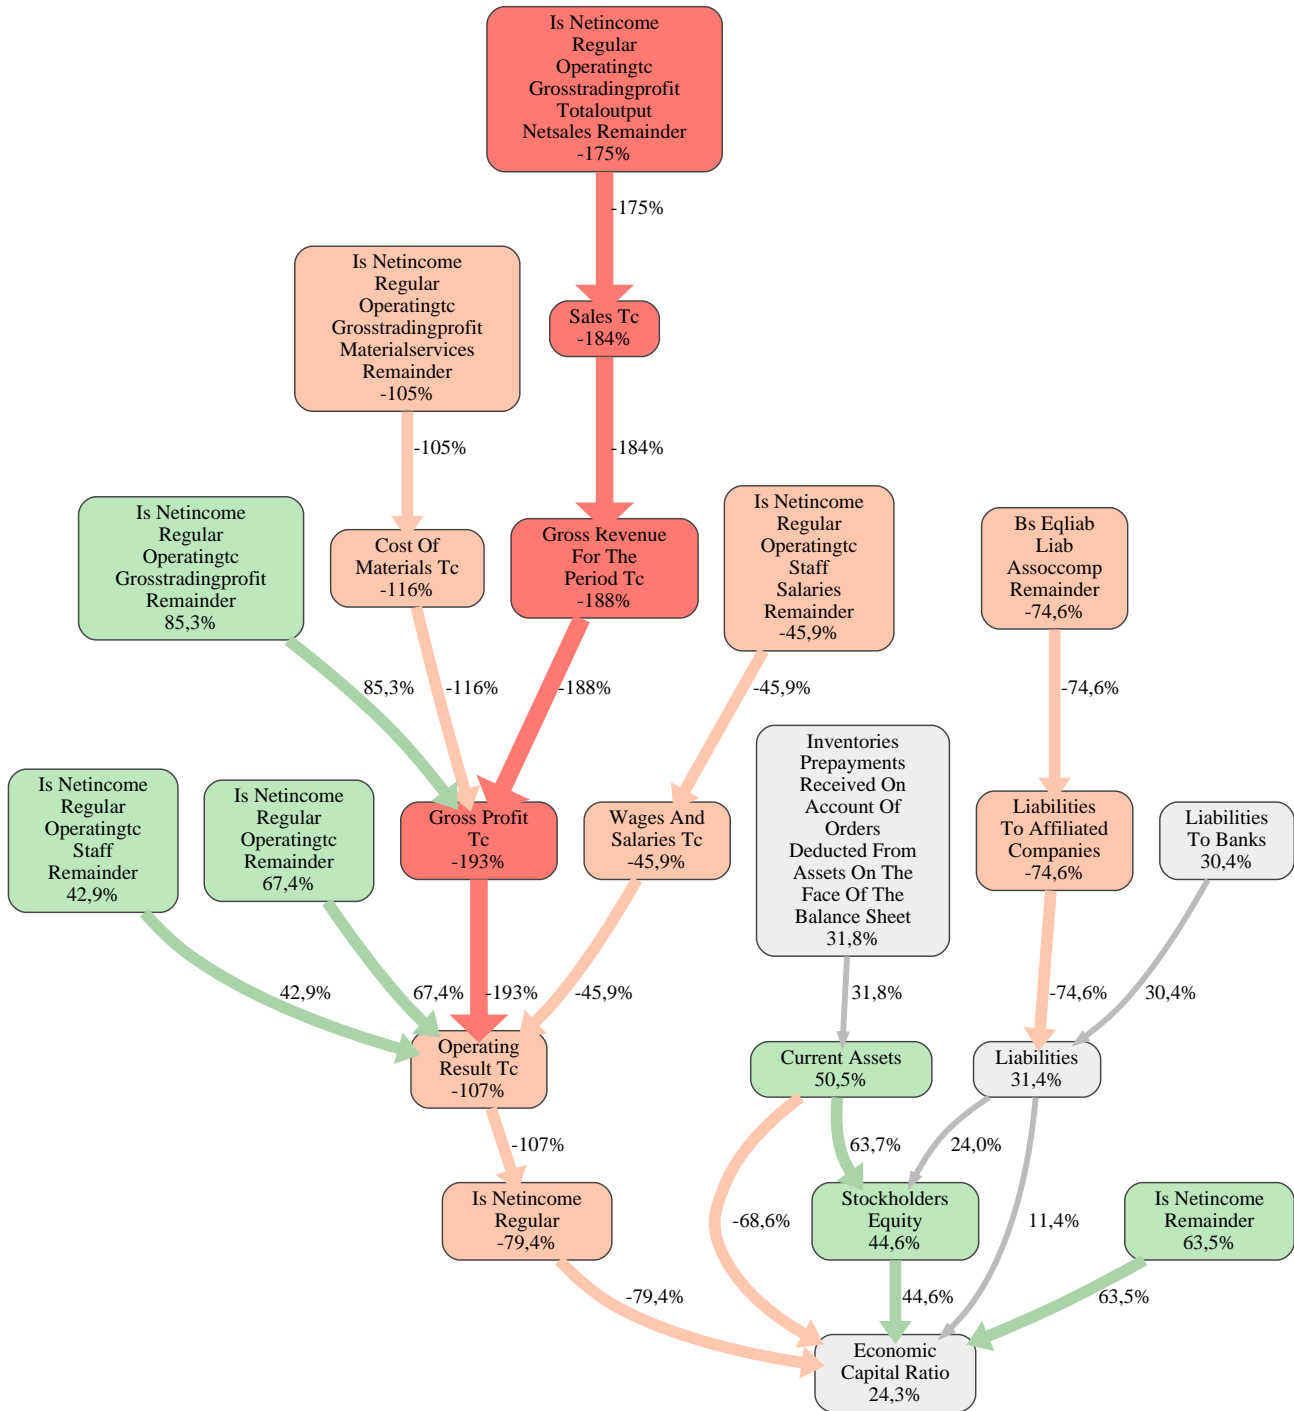 Is Netincome
Regular
Operatingtc
Grosstradingprofit
Totaloutput
Netsales Remainder
-175%
-175%
Is Netincome
Regular
Operatingtc
Grosstradingprofit
Materialservices
Remainder
-105%
Sales Tc
-184%
-105%
-184%
Is Netincome
Regular
Operatingtc
Grosstradingprofit
Remainder
85,3%
Cost Of
Materials Tc
-116%
Gross Revenue
For The
Period Tc
-188%
Is Netincome
Regular
Operatingtc
Staff
Salaries
Remainder
-45,9%
Bs Eqliab
Liab
Assoccomp
Remainder
-74,6%
85,3%
-116%
-188%
-45,9%
-74,6%
Is Netincome
Regular
Operatingtc
Staff
Remainder
42,9%
Is Netincome
Regular
Operatingtc
Remainder
67,4%
Gross Profit
Tc
-193%
Wages And
Salaries Tc
-45,9%
Inventories
Prepayments
Received On
Account Of
Orders
Deducted From
Assets On The
Face Of The
Balance Sheet
31,8%
Liabilities
To Affiliated
Companies
-74,6%
Liabilities
To Banks
30,4%
42,9%
67,4%
-193%
-45,9%
31,8%
-74,6%
30,4%
Operating
Result Tc
-107%
Current Assets
50,5%
Liabilities
31,4%
-107%
63,7%
24,0%
Is Netincome
Regular
-79,4%
-68,6%
Stockholders
Equity
44,6%
11,4%
Is Netincome
Remainder
63,5%
-79,4%
44,6%
63,5%
Economic
Capital Ratio
24,3%